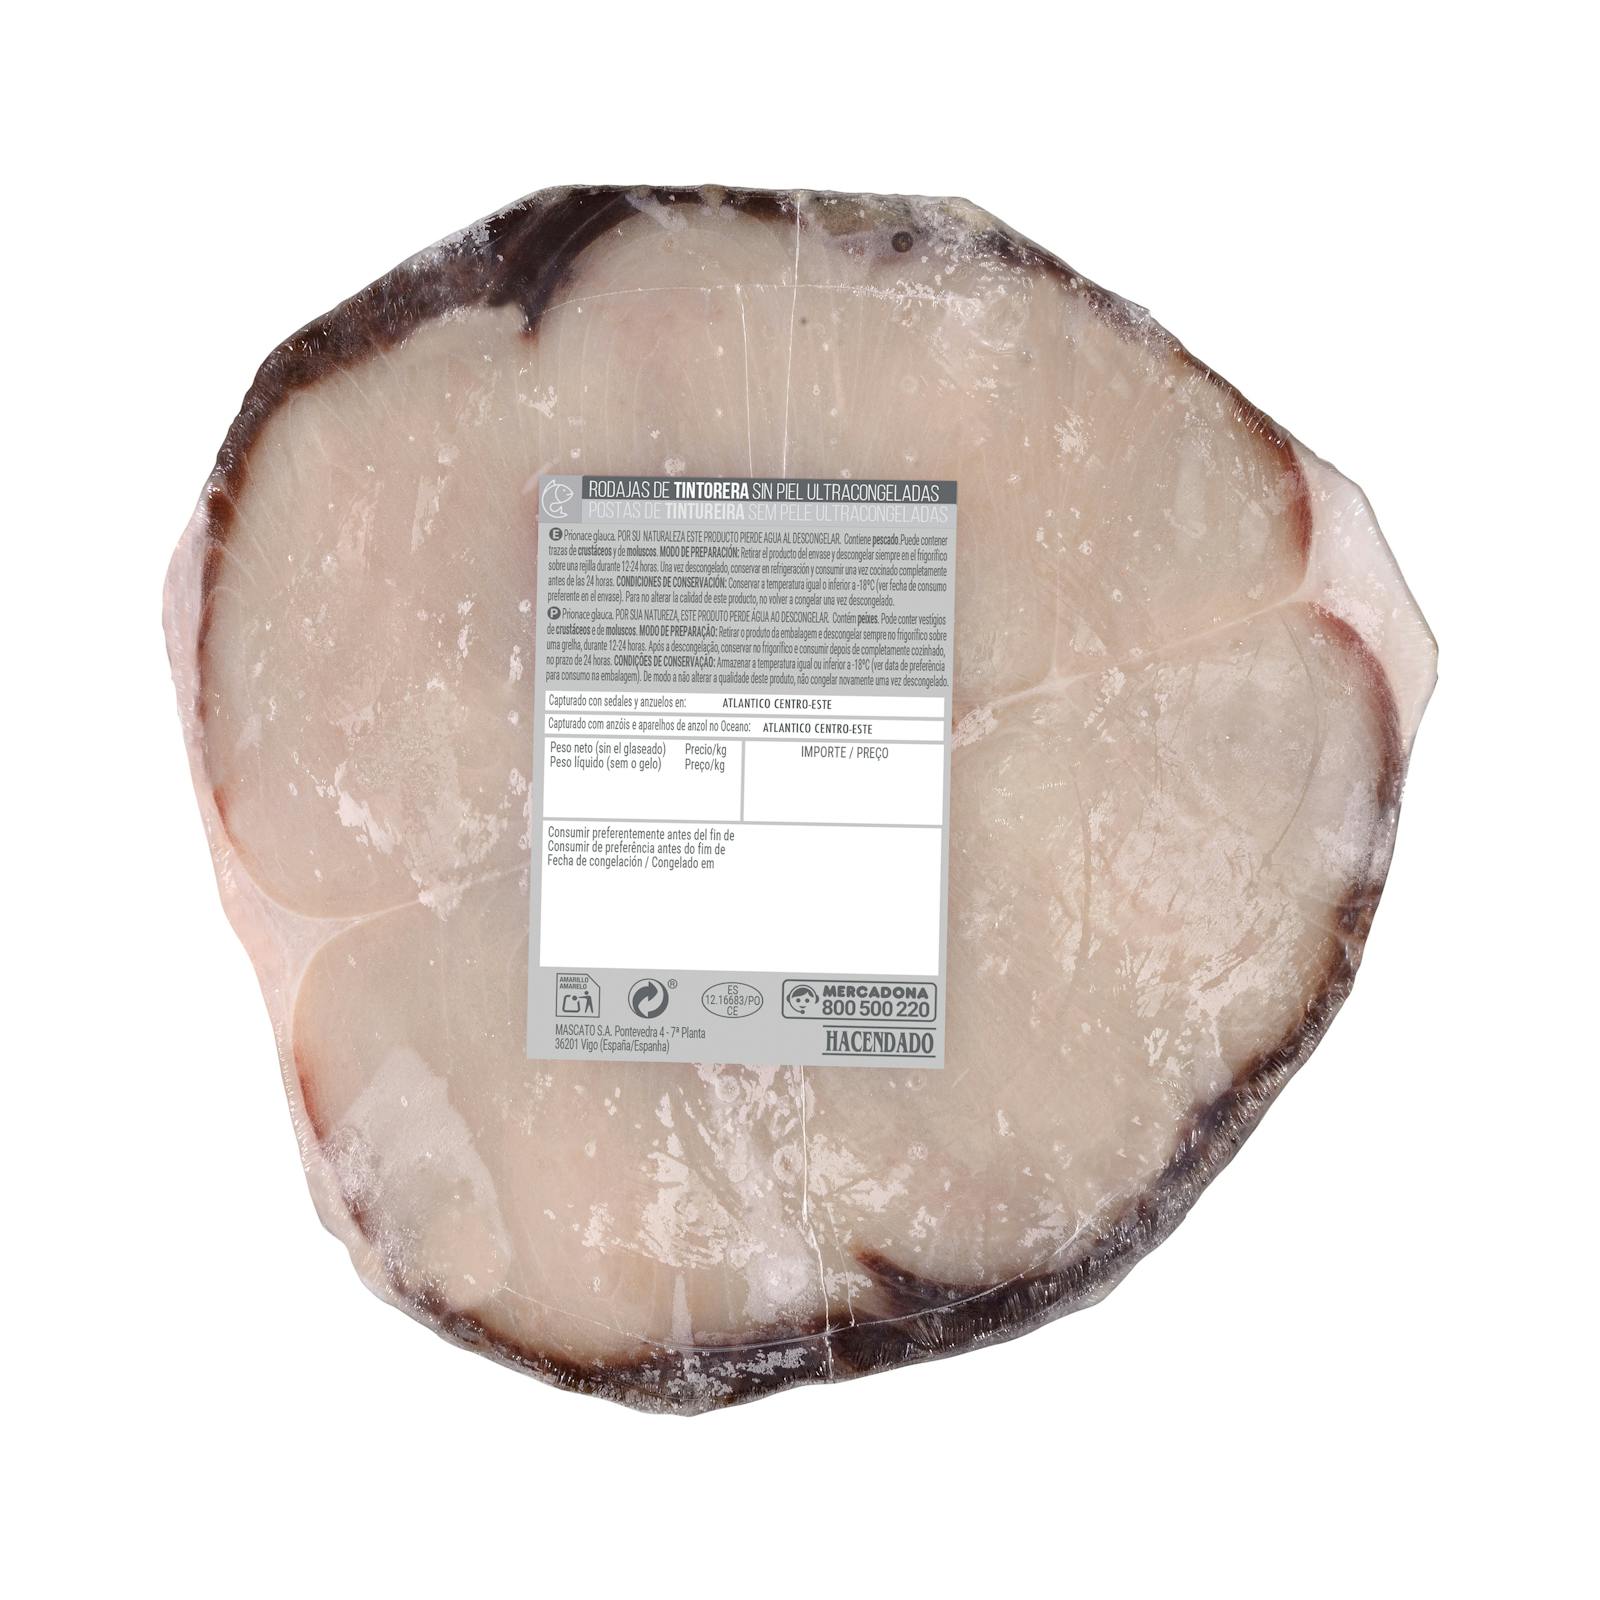 RODAJAS DE TINTORERA SIN PIEL ULTRACONGELADAS
POSTAS DE TINTUREIRA SEM PELE ULTRACONGELADAS
E Prionace glauca. POR SU NATURALEZA ESTE PRODUCTO PIERDE AGUA AL DESCONGELAR. Contiene pescado.Puede contener
trazas de crustáceos y de moluscos. MODO DE PREPARACIÓN: Retirar el producto del envase y descongelar siempre en el frigorífico
sobre una rejilla durante 12-24 horas. Una vez descongelado, conservar en refrigeración y consumir una vez cocinado completamente
antes de las 24 horas. CONDICIONES DE CONSERVACIÓN: Conservar a temperatura igual o inferior a -18ºC (ver fecha de consumo
preferente en el envase). Para no alterar la calidad de este producto, no volver a congelar una vez descongelado.
P Prionace glauca. POR SUA NATUREZA, ESTE PRODUTO PERDE ÁGUA AO DESCONGELAR. Contém peixes. Pode conter vestígios
de crustáceos e de moluscos. MODO DE PREPARAÇÃO: Retirar o produto da embalagem e descongelar sempre no frigorífico sobre
uma grelha, durante 12-24 horas. Após a descongelação, conservar no frigorífico e consumir depois de completamente cozinhado,
no prazo de 24 horas. CONDIÇÕES DE CONSERVAÇÃO: Armazenar a temperatura igual ou inferior a -18ºC (ver data de preferência
para consumo na embalagem). De modo a não alterar a qualidade deste produto, não congelar novamente uma vez descongelado.
Capturado con sedales y anzuelos en: ATLANTICO CENTRO-ESTE
Capturado com anzóis e aparelhos de anzol no Oceano: ATLANTICO CENTRO-ESTE
Peso neto (sin el glaseado) Precio/kg IMPORTE / PREÇO
Peso líquido (sem o gelo) Preço/kg
Consumir preferentemente antes del fin de
Consumir de preferência antes do fim de
Fecha de congelación / Congelado em
AMARILLO
AMARELO
®
ES
12.16683/PO
CE
MERCADONA
800 500 220
MASCATO S.A. Pontevedra 4 - 7ª Planta
36201 Vigo (España/Espanha)
HACENDADO